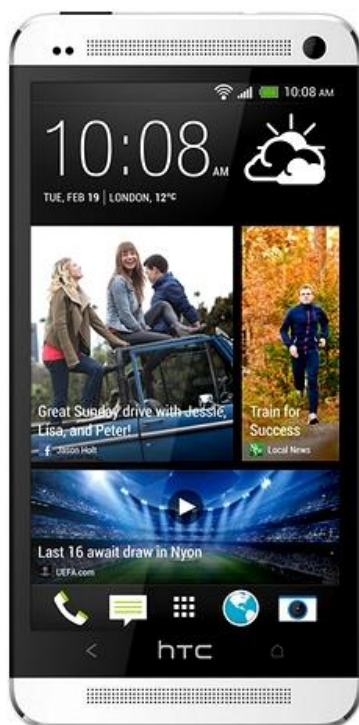 10:08 AM
10:08 AM
TUE, FEB 19 | LONDON, 12ºC
Great Sunday drive with Jessie,
Lisa, and Peter!
f Jason Holt
Train for
Success
Local News
Last 16 await draw in Nyon
UEFA.com
hTC